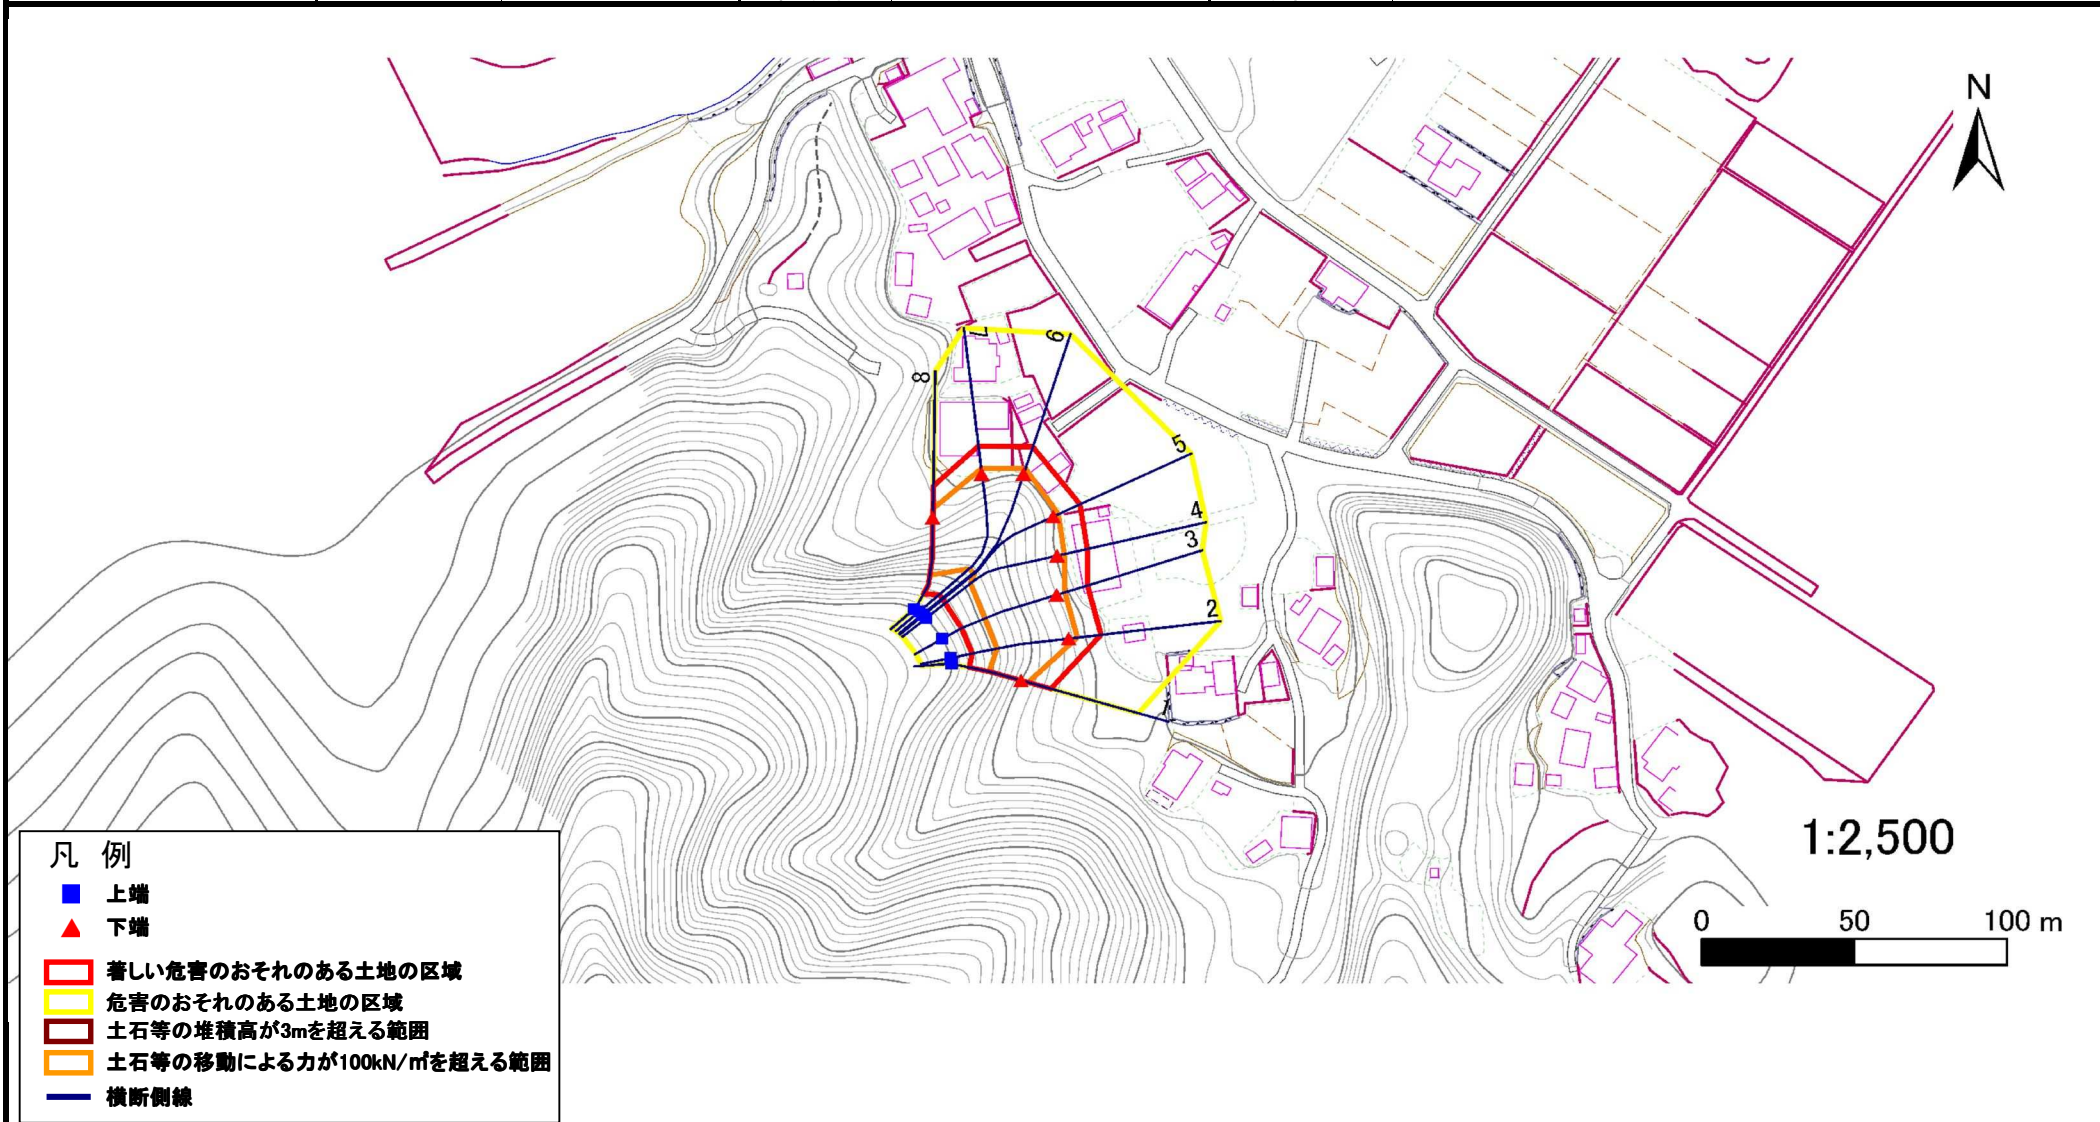 N
7
6
8
5
4
3
2
1
1:2,500
0 50 100 m
凡 例
上端
下端
著しい危害のおそれのある土地の区域
危害のおそれのある土地の区域
土石等の堆積高が3mを超える範囲
土石等の移動による力が100kN/㎡を超える範囲
横断側線